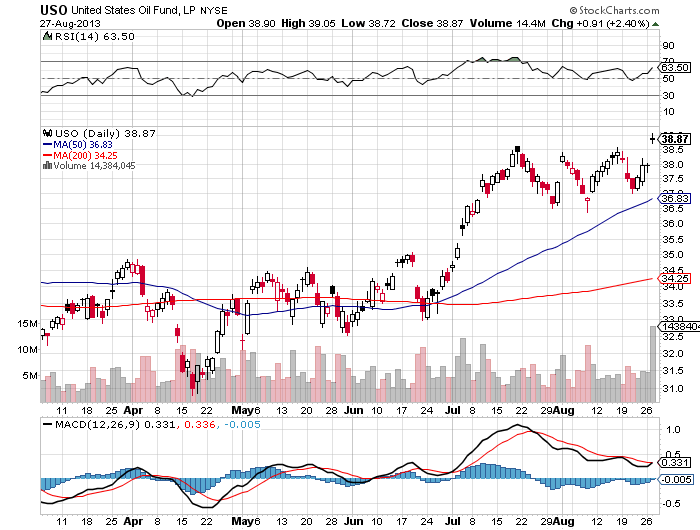 USO United States Oil Fund, LP NYSE © StockCharts.com
27-Aug-2013 Open 38.90 High 39.05 Low 38.72 Close 38.87 Volume 14.4M Chg +0.91 (+2.40%)
RSI(14) 63.50
90
70
63.50
50
30
10
USO (Daily) 38.87
MA(50) 36.83
MA(200) 34.25
Volume 14,384,045
38.87
38.5
38.0
37.5
37.0
36.83
36.5
36.0
35.5
35.0
34.5
34.25
34.0
33.5
33.0
32.5
1438404
32.0
31.5
31.0
15M
10M
5M
11 18 25 Apr 8 15 22 May 6 13 20 28 Jun 10 17 24 Jul 8 15 22 29 Aug 12 19 26
MACD(12,26,9) 0.331, 0.336, -0.005
1.0
0.5
0.331
-0.005
-0.5
11 18 25 Apr 8 15 22 May 6 13 20 28 Jun 10 17 24 Jul 8 15 22 29 Aug 12 19 26